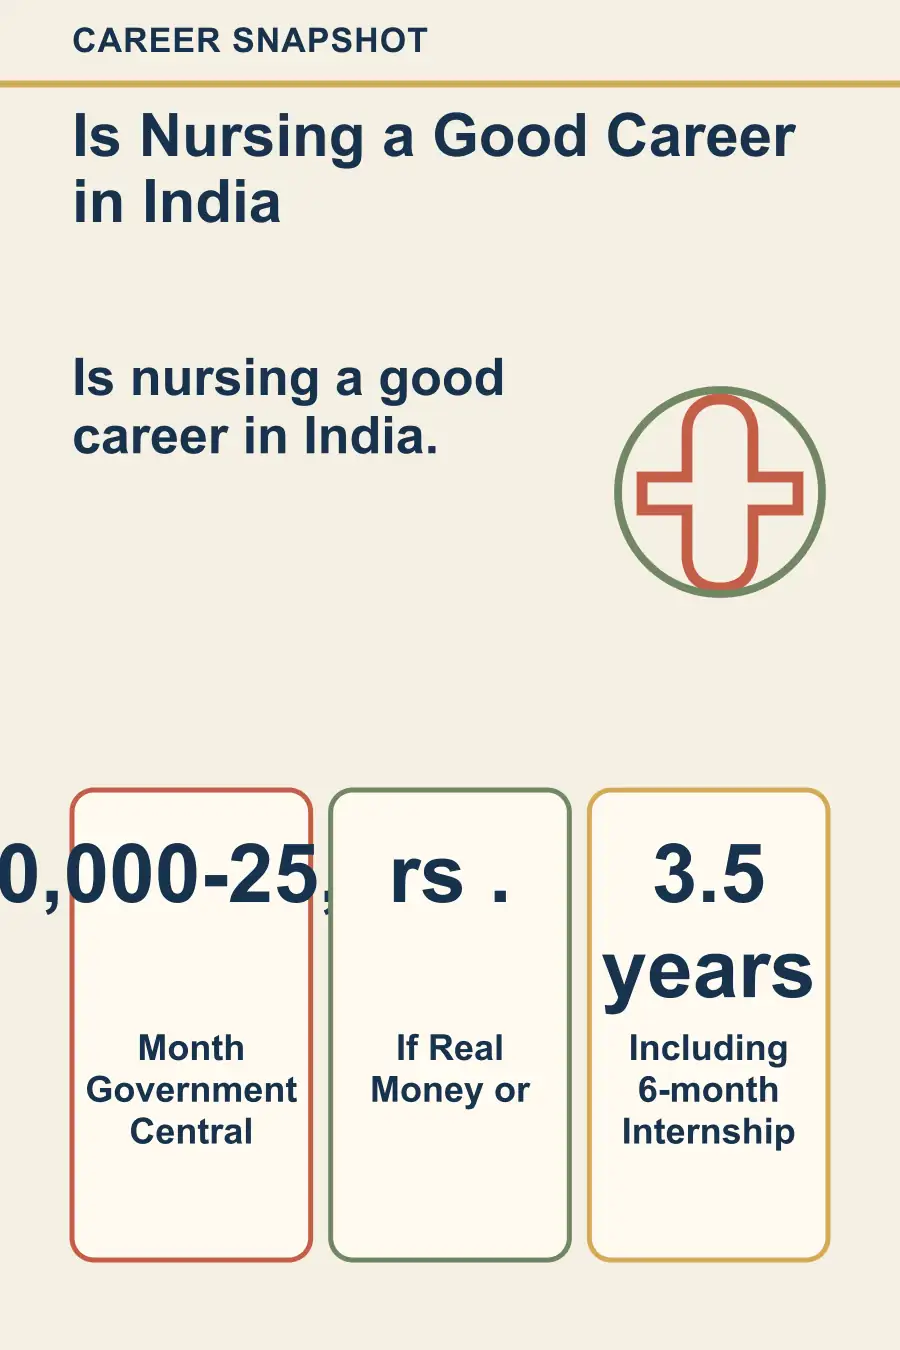 CAREER SNAPSHOT
Is Nursing a Good Career
in India
Is nursing a good
career in India.
0,000-25,
rs .
3.5
years
Month
Government
Central
If Real
Money or
Including
6-month
Internship